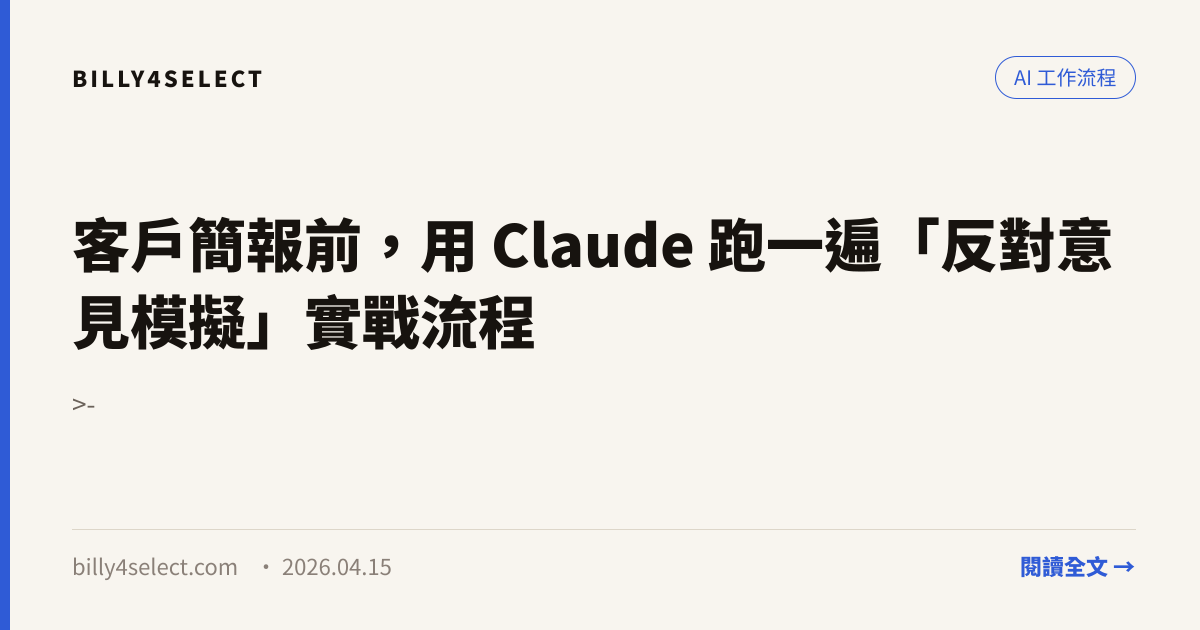 BILLY4SELECT
AI 工作流程
客戶簡報前，用 Claude 跑一遍「反對意
見模擬」實戰流程
>-
billy4select.com ・ 2026.04.15
閱讀全文 →